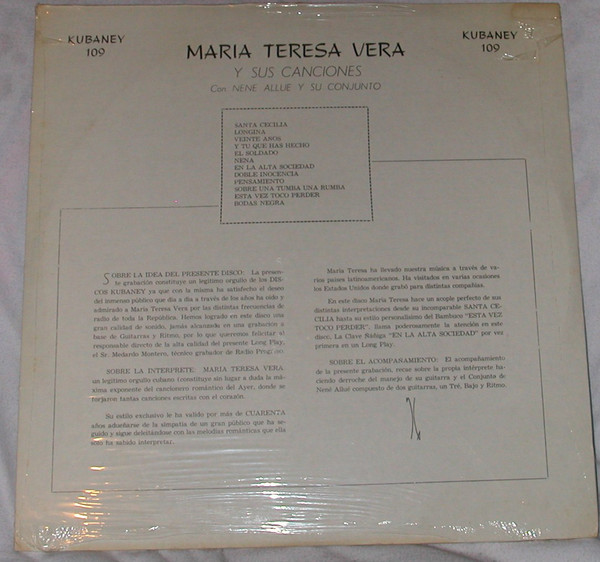 KUBANEY
109
MARIA TERESA VERA
KUBANEY
109
Y SUS CANCIONES
Con NENE ALLUE Y SU CONJUNTO
SANTA CECILIA
LONGINA
VEINTE AÑOS
Y TU QUE HAS HECHO
EL SOLDADO
NENA
EN LA ALTA SOCIEDAD
DOBLE INOCENCIA
PENSAMIENTO
SOBRE UNA TUMBA UNA RUMBA
ESTA VEZ TOCO PERDER
BODAS NEGRA
SOBRE LA IDEA DEL PRESENTE DISCO: La presen-
te grabación constituye un legítimo orgullo de los DIS-
COS KUBANEY ya que con la misma ha satisfecho el deseo
del inmenso público que día a día a través de los años ha oído y
admirado a María Teresa Vera por las distintas frecuencias de
radio de toda la República. Hemos logrado en este disco una
gran calidad de sonido, jamás alcanzada en una grabación a
base de Guitarras y Ritmo, por lo que queremos felicitar el
responsable directo de la alta calidad del presente Long Play,
el Sr. Medardo Montero, técnico grabador de Radio Progreso.
SOBRE LA INTERPRETE MARIA TERESA VERA
un legítimo orgullo cubano constituye sin lugar a duda la má-
xima exponente del cancionero romántico del Ayer, donde se
forjaron tantas canciones escritas con el corazón.
Su estilo exclusivo le ha valido por más de CUARENTA
años adueñarse de la simpatía de un gran público que ha se-
guido y sigue deleitándose con las melodías románticas que ella
solo ha sabido interpretar.
María Teresa ha llevado nuestra música a través de va-
rios países latinoamericanos. Ha visitados en varias ocasiones
los Estados Unidos donde grabó para distintas compañías.
En este disco María Teresa hace un acople perfecto de sus
distintas interpretaciones desde su incomparable SANTA CE-
CILIA hasta su estilo personalísimo del Bambuco "ESTA VEZ
TOCO PERDER", llama poderosamente la atención en este
disco, La Clave Ñáñiga "EN LA ALTA SOCIEDAD" por vez
primera en un Long Play.
SOBRE EL ACOMPAÑAMIENTO: El acompañamiento
de la presente grabación, recae sobre la propia intérprete ha-
ciendo derroche del manejo de su guitarra y el Conjunto de
Nené Allué compuesto de dos guitarras, un Tré, Bajo y Ritmo.